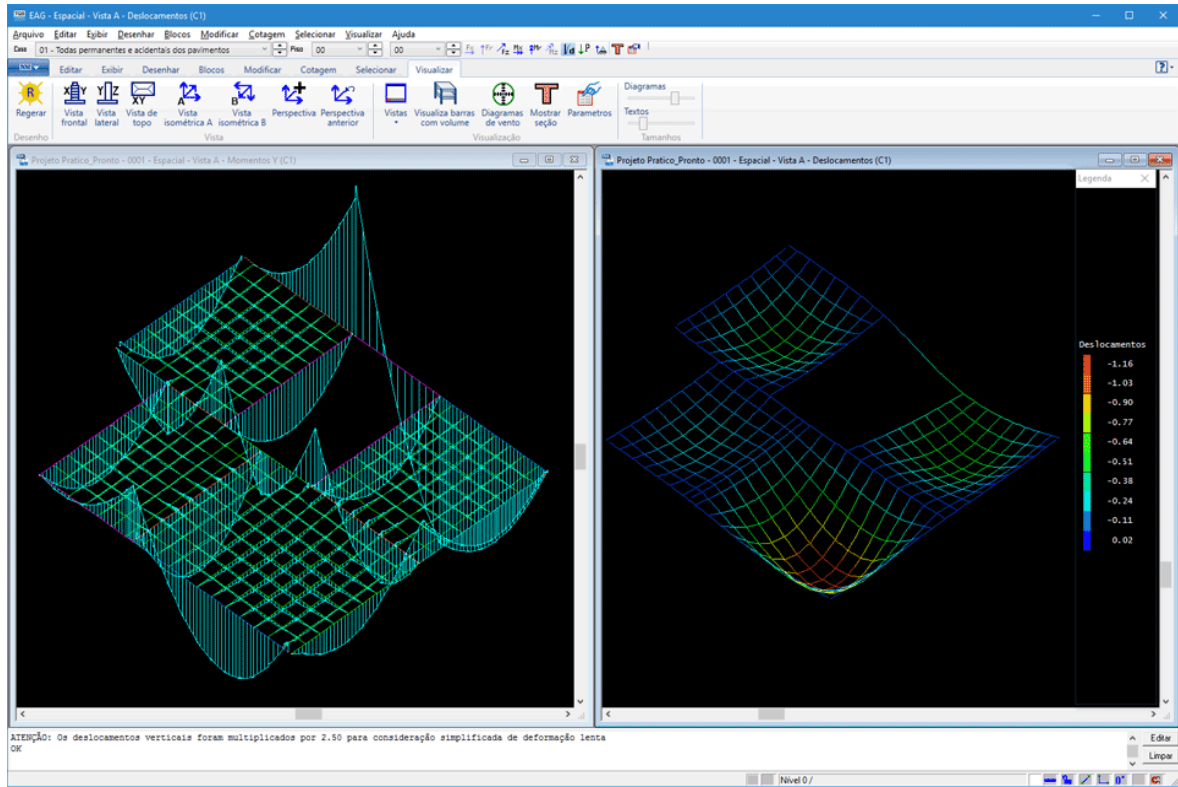 EAG - Espacial - Vista A - Deslocamentos (C1)
Arquivo Editar Exibir Desenhar Blocos Modificar Cotagem Selecionar Visualizar Ajuda
Caso 01 - Todas permanentes e acidentais dos pavimentos Piso 00 00
Editar Exibir Desenhar Blocos Modificar Cotagem Selecionar Visualizar
Regerar
Vista frontal
Vista lateral
Vista de topo
Vista isométrica A
Vista isométrica B
Perspectiva
Perspectiva anterior
Vistas
Visualiza barras com volume
Diagramas de vento
Mostrar seção
Parametros
Diagramas
Textos
Desenho Vista Visualização Tamanhos
Projeto Pratico_Pronto - 0001 - Espacial - Vista A - Momentos Y (C1)
Projeto Pratico_Pronto - 0001 - Espacial - Vista A - Deslocamentos (C1)
Legenda
Deslocamentos
-1.16
-1.03
-0.90
-0.77
-0.64
-0.51
-0.38
-0.24
-0.11
0.02
ATENÇÃO: Os deslocamentos verticais foram multiplicados por 2.50 para consideração simplificada de deformação lenta
OK
Editar
Limpar
Nível 0 /